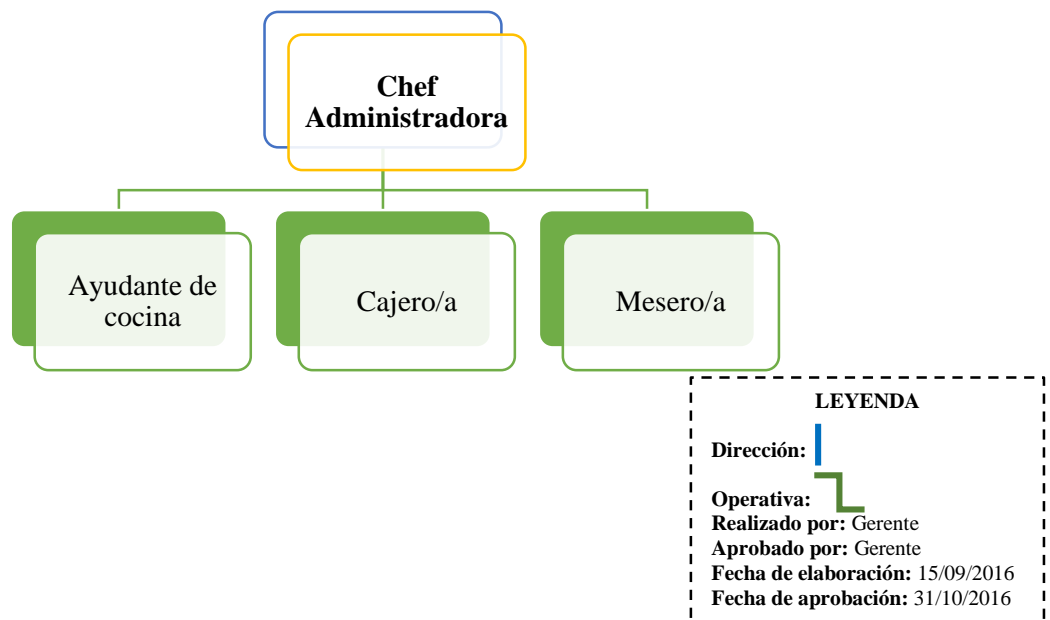 Chef
Administradora
Ayudante de
cocina
Cajero/a
Mesero/a
LEYENDA
Dirección:
Operativa:
Realizado por: Gerente
Aprobado por: Gerente
Fecha de elaboración: 15/09/2016
Fecha de aprobación: 31/10/2016